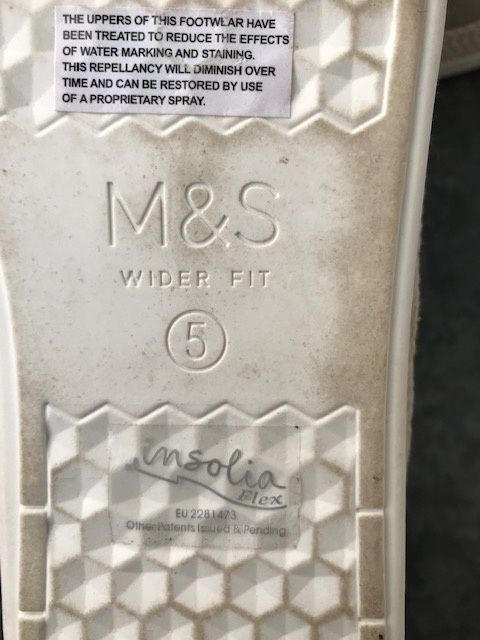 THE UPPERS OF THIS FOOTWEAR HAVE
BEEN TREATED TO REDUCE THE EFFECTS
OF WATER MARKING AND STAINING.
THIS REPELLANCY WILL DIMINISH OVER
TIME AND CAN BE RESTORED BY USE
OF A PROPRIETARY SPRAY.
M&S
WIDER FIT
5
insolia
Flex
EU 2281473
Other Patents Issued & Pending